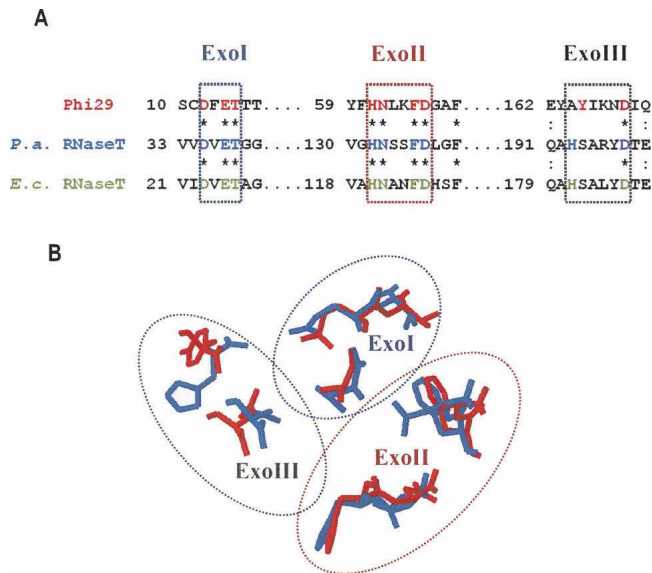 A
ExoI ExoII ExoIII
Phi29 10 SCDFETTT.... 59 YFHNLKFDGAF....162 EYAYIKNDIQ
* ** ** ** * : * :
P.a. RNaseT 33 VVDVETGG....130 VGHNSSFDLGF....191 QAHSARYDTE
* ** ** ** * : * :
E.c. RNaseT 21 VIDVETAG....118 VAHNANFDHSF....179 QAHSALYDTE
B
ExoI
ExoII
ExoIII